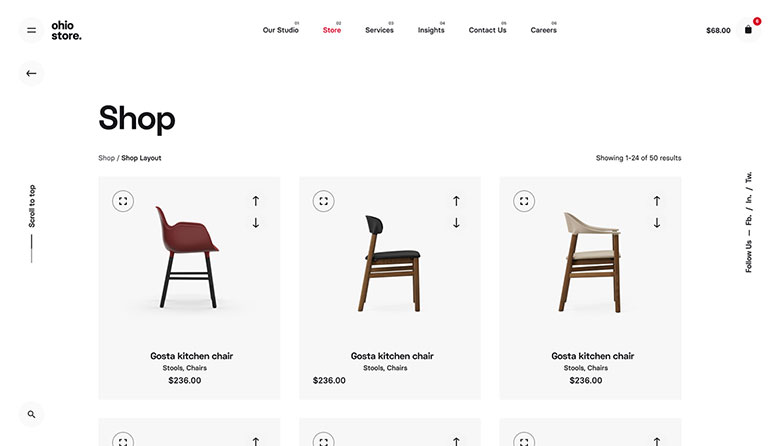 ohio
store.
01
Our Studio
02
Store
03
Services
04
Insights
05
Contact Us
06
Careers
$68.00
6
Shop
Shop / Shop Layout
Showing 1-24 of 50 results
Scroll to top
Follow Us — Fb. / In. / Tw.
Gosta kitchen chair
Stools, Chairs
$236.00
Gosta kitchen chair
Stools, Chairs
$236.00
Gosta kitchen chair
Stools, Chairs
$236.00